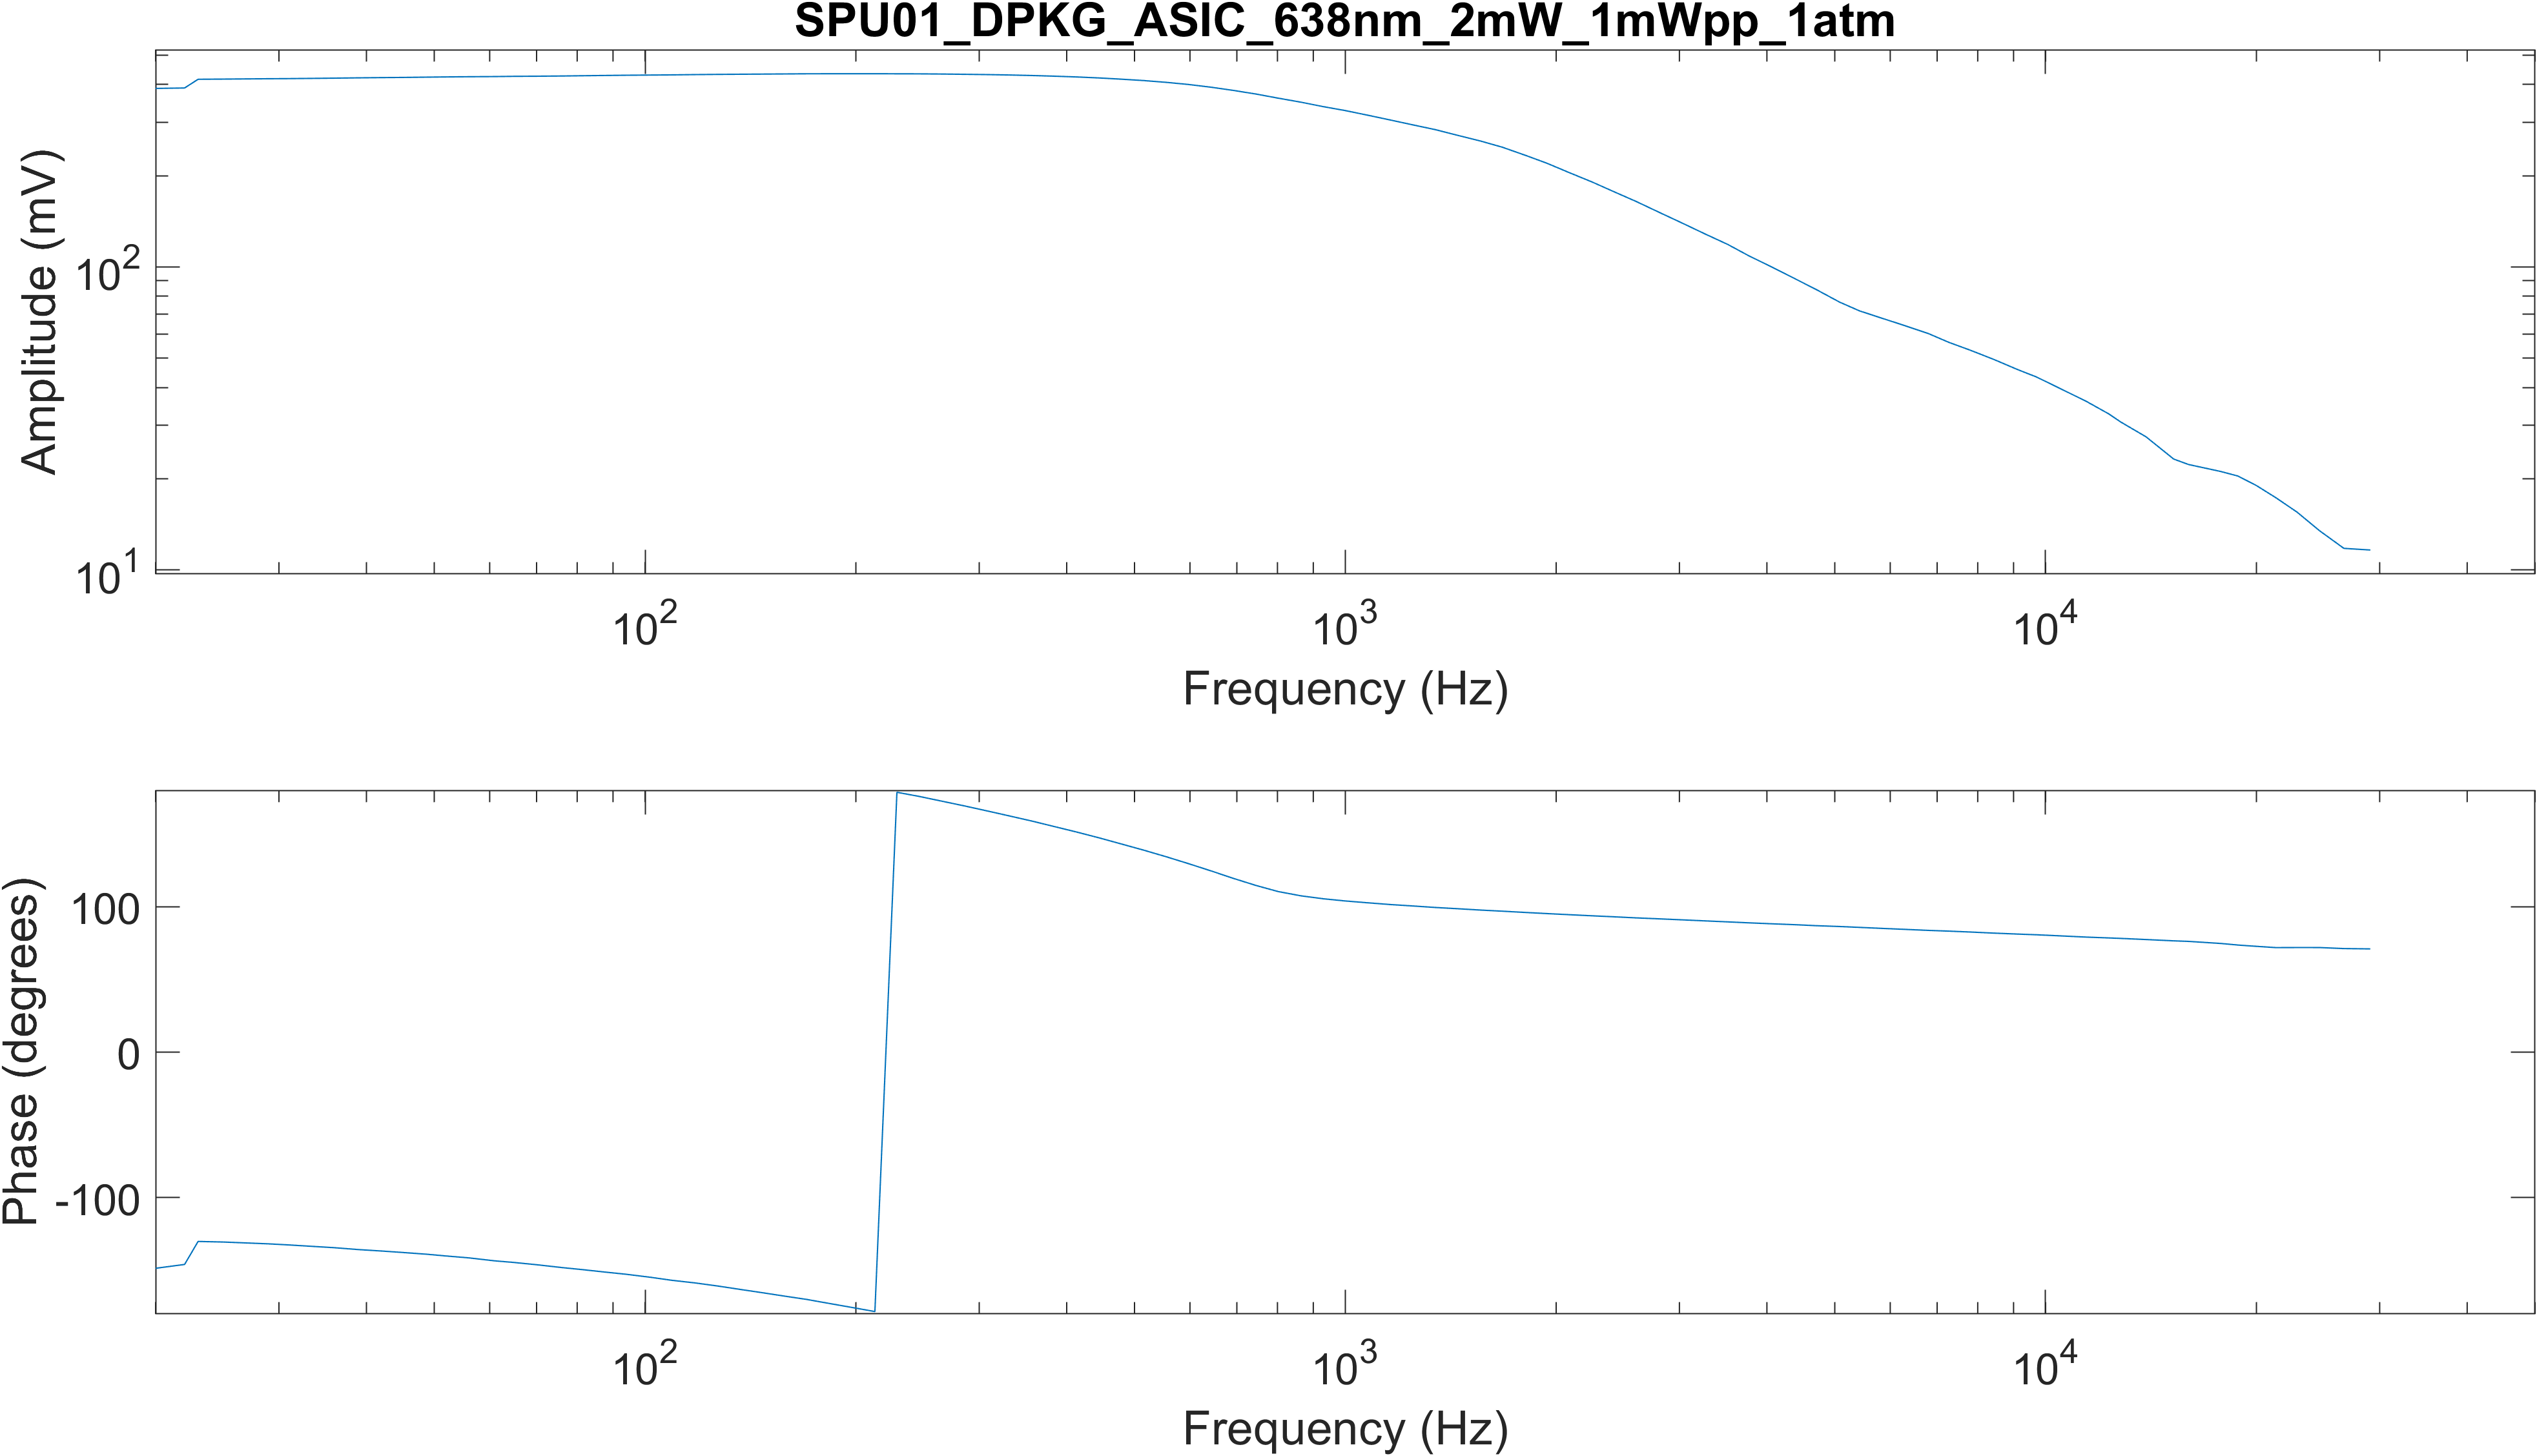 SPU01_DPKG_ASIC_638nm_2mW_1mWpp_1atm
Amplitude (mV)
10^2
10^1
10^2 10^3 10^4
Frequency (Hz)
Phase (degrees)
100
0
-100
10^2 10^3 10^4
Frequency (Hz)